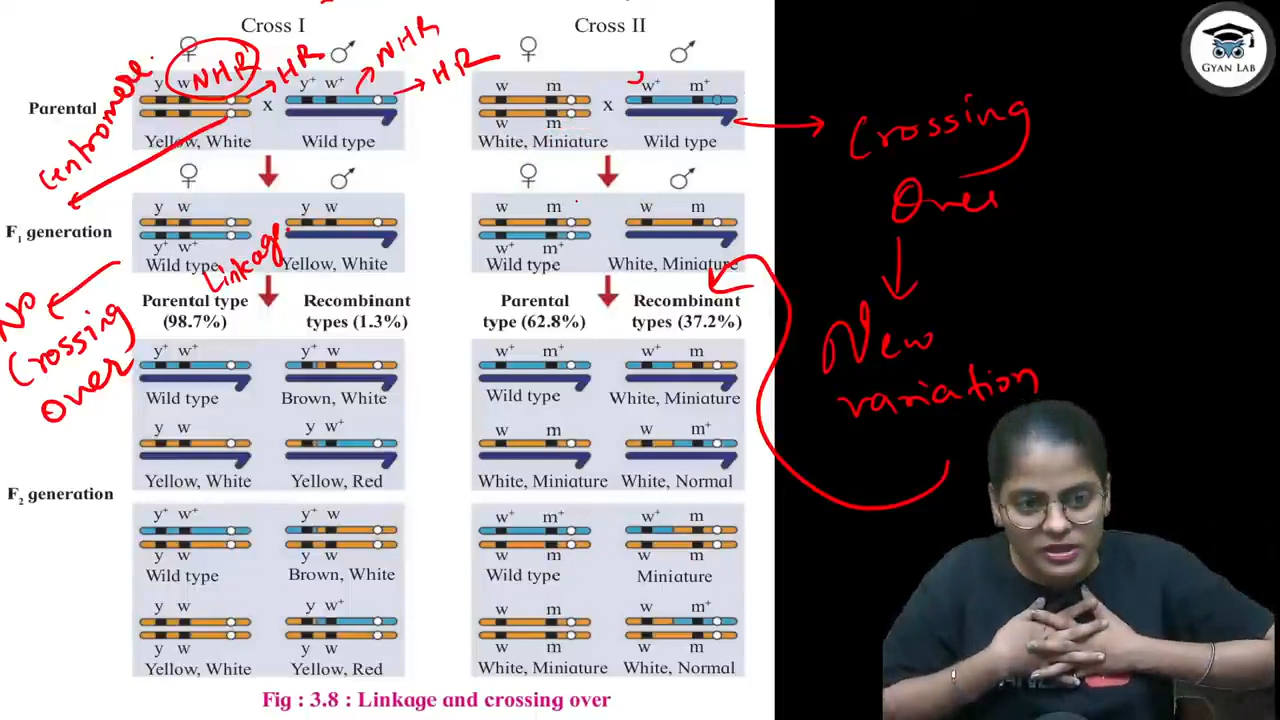 Cross I
Cross II
GYAN LAB
♀ ♂ ♀ ♂
NHR HR NHR HR
centromere.
y w y⁺ w⁺ w m w⁺ m⁺
Parental x x
w m
Yellow, White Wild type White, Miniature Wild type
Crossing
Over
New
variation
♀ ♂ ♀ ♂
y w y w w m w m
F₁ generation
y⁺ w⁺ w⁺ m⁺
Wild type Yellow, White Wild type White, Miniature
Linkage
No
Crossing
over
Parental type Recombinant Parental Recombinant
(98.7%) types (1.3%) type (62.8%) types (37.2%)
y⁺ w⁺ y⁺ w w⁺ m⁺ w⁺ m
Wild type Brown, White Wild type White, Miniature
y w y w⁺ w m w m⁺
Yellow, White Yellow, Red White, Miniature White, Normal
F₂ generation
y⁺ w⁺ y⁺ w w⁺ m⁺ w⁺ m
y w y w w m w m
Wild type Brown, White Wild type Miniature
y w y w⁺ w m w m⁺
y w y w w m w m
Yellow, White Yellow, Red White, Miniature White, Normal
Fig : 3.8 : Linkage and crossing over